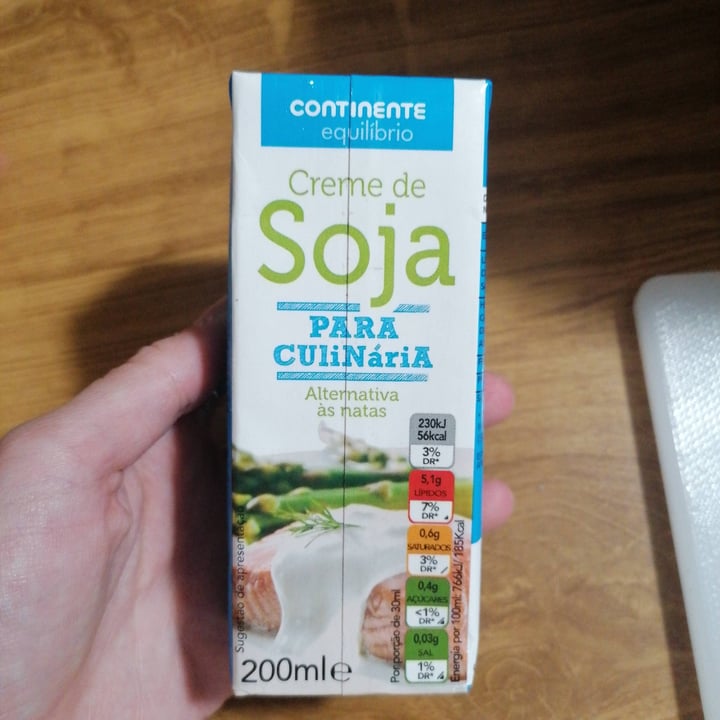 CONTINENTE
equilíbrio
Creme de
Soja
PARA
CUliNáriA
Alternativa
às natas
230kJ
56kcal
3%
DR*
5,1g
LÍPIDOS
7%
DR*
0,6g
SATURADOS
3%
DR*
0,4g
AÇÚCARES
<1%
DR*
0,03g
SAL
1%
DR*
Por porção de 30ml
Energia por 100ml: 766kJ/185Kcal
Sugestão de apresentação
200ml e